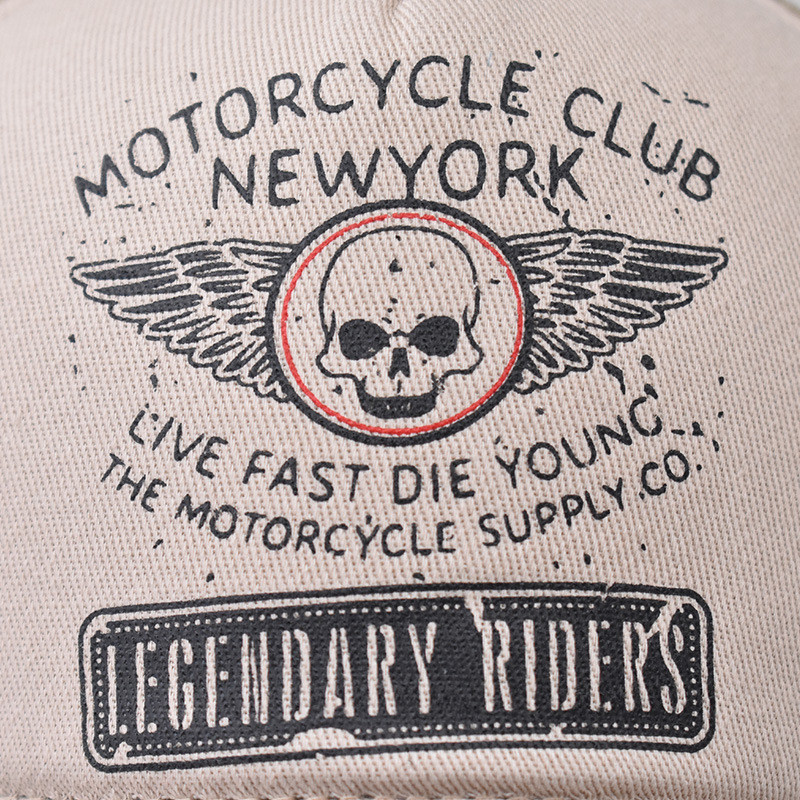 MOTORCYCLE CLUB
NEWYORK
LIVE FAST DIE YOUNG
THE MOTORCYCLE SUPPLY.CO.
LEGENDARY RIDERS